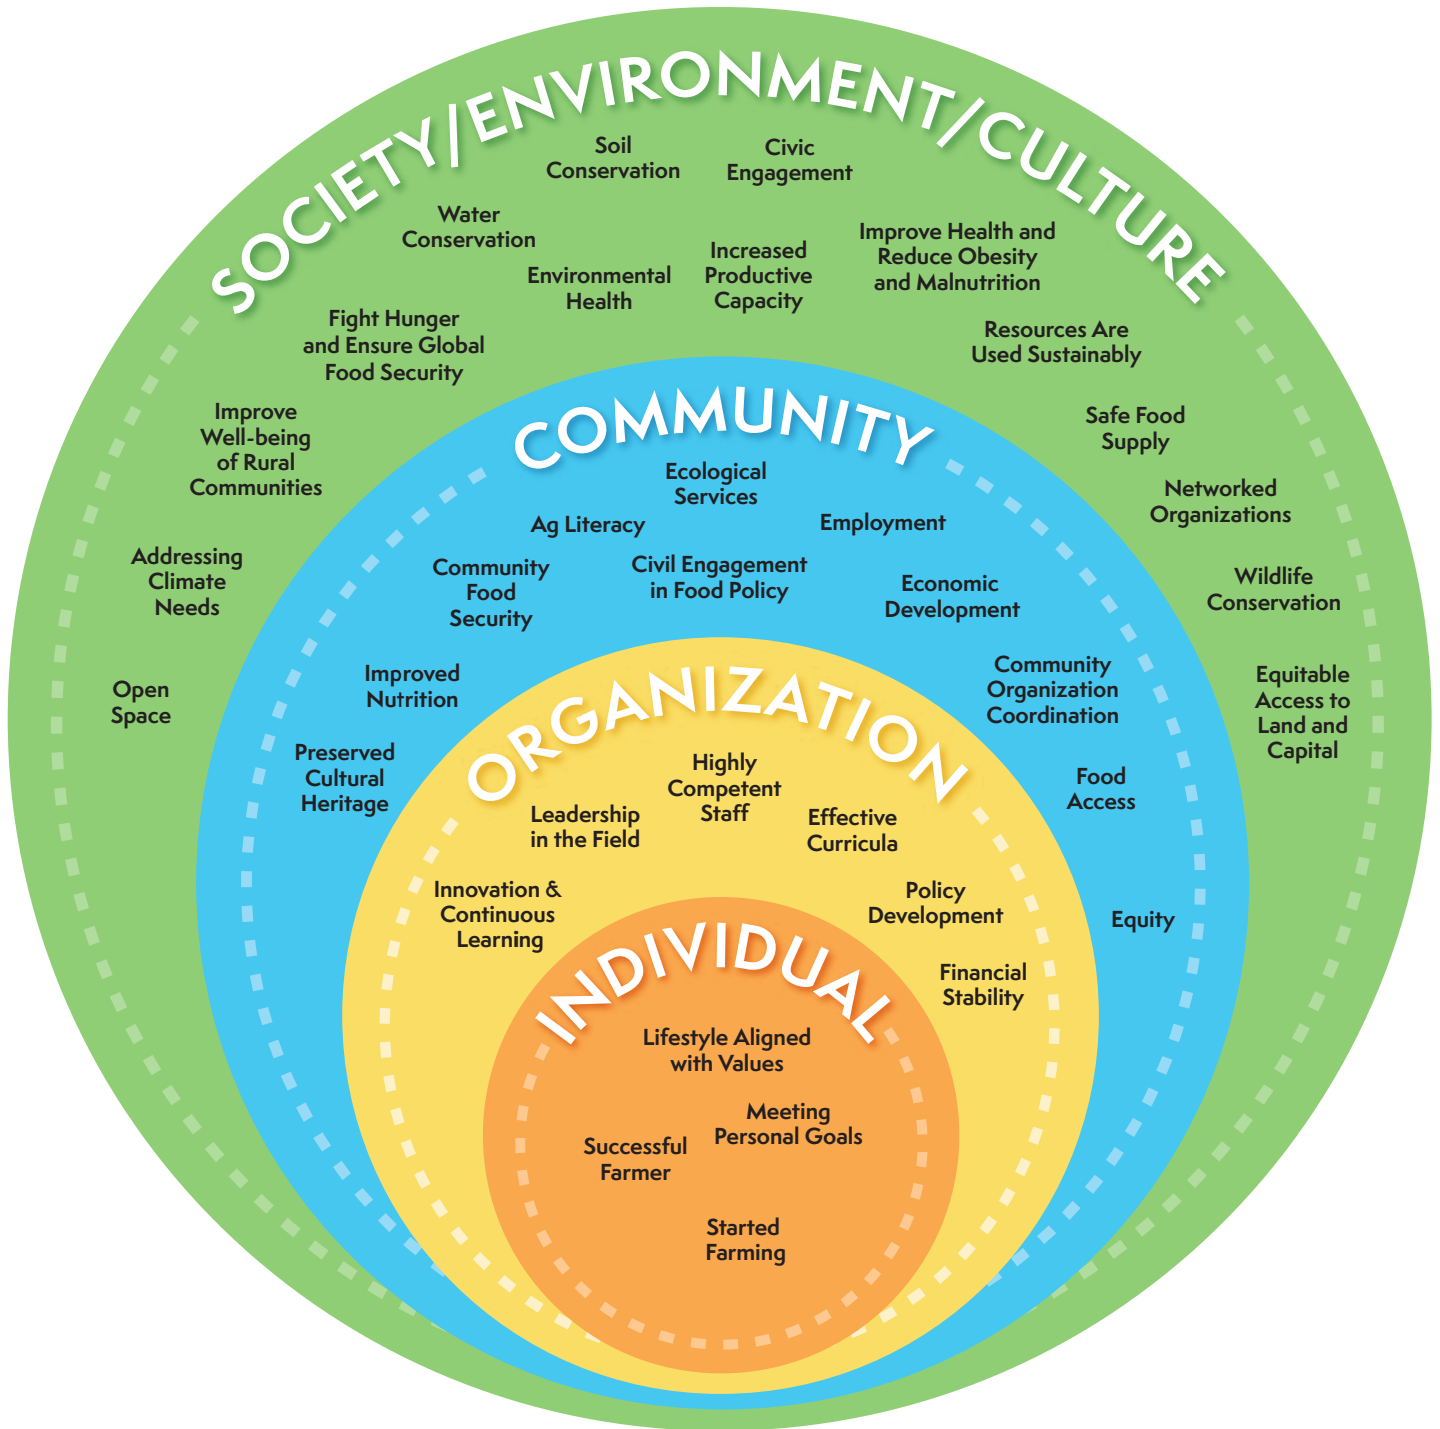 SOCIETY/ENVIRONMENT/CULTURE
Soil
Conservation
Civic
Engagement
Water
Conservation
Environmental
Health
Increased
Productive
Capacity
Improve Health and
Reduce Obesity
and Malnutrition
Fight Hunger
and Ensure Global
Food Security
Resources Are
Used Sustainably
Improve
Well-being
of Rural
Communities
Safe Food
Supply
Networked
Organizations
Addressing
Climate
Needs
Wildlife
Conservation
Open
Space
Equitable
Access to
Land and
Capital
COMMUNITY
Ecological
Services
Ag Literacy
Employment
Community
Food
Security
Civil Engagement
in Food Policy
Economic
Development
Improved
Nutrition
Community
Organization
Coordination
Preserved
Cultural
Heritage
Food
Access
Equity
ORGANIZATION
Highly
Competent
Staff
Leadership
in the Field
Effective
Curricula
Innovation &
Continuous
Learning
Policy
Development
Financial
Stability
INDIVIDUAL
Lifestyle Aligned
with Values
Meeting
Personal Goals
Successful
Farmer
Started
Farming